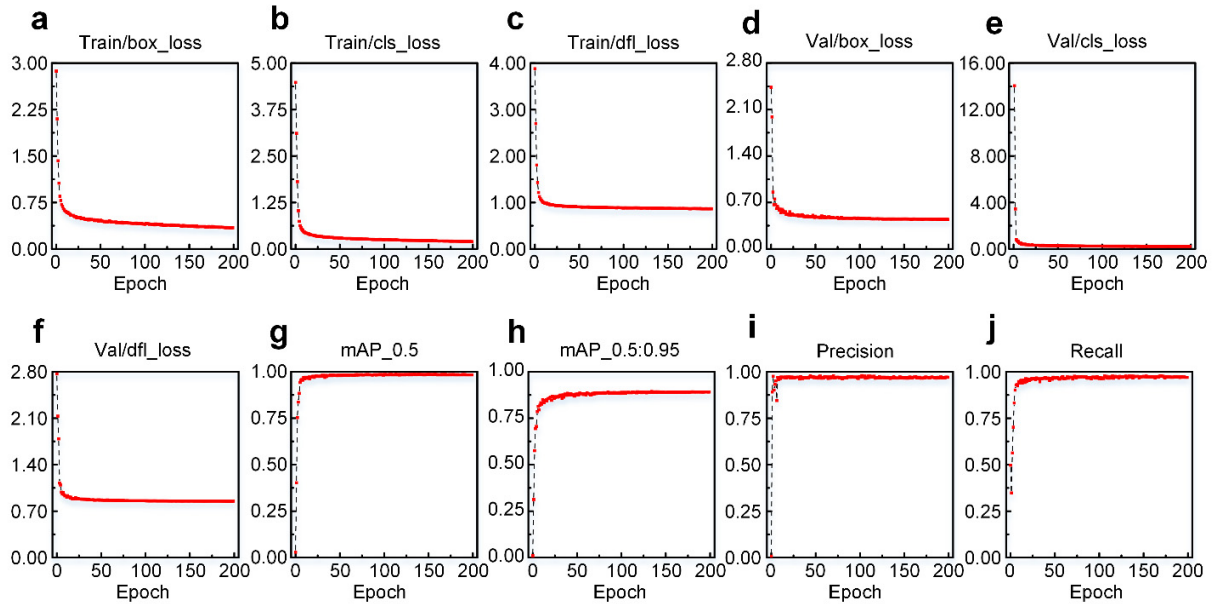 a
Train/box_loss
3.00
2.25
1.50
0.75
0.00
0 50 100 150 200
Epoch
b
Train/cls_loss
5.00
3.75
2.50
1.25
0.00
0 50 100 150 200
Epoch
c
Train/dfl_loss
4.00
3.00
2.00
1.00
0.00
0 50 100 150 200
Epoch
d
Val/box_loss
2.80
2.10
1.40
0.70
0.00
0 50 100 150 200
Epoch
e
Val/cls_loss
16.00
12.00
8.00
4.00
0.00
0 50 100 150 200
Epoch
f
Val/dfl_loss
2.80
2.10
1.40
0.70
0.00
0 50 100 150 200
Epoch
g
mAP_0.5
1.00
0.75
0.50
0.25
0.00
0 50 100 150 200
Epoch
h
mAP_0.5:0.95
1.00
0.75
0.50
0.25
0.00
0 50 100 150 200
Epoch
i
Precision
1.00
0.75
0.50
0.25
0.00
0 50 100 150 200
Epoch
j
Recall
1.00
0.75
0.50
0.25
0.00
0 50 100 150 200
Epoch